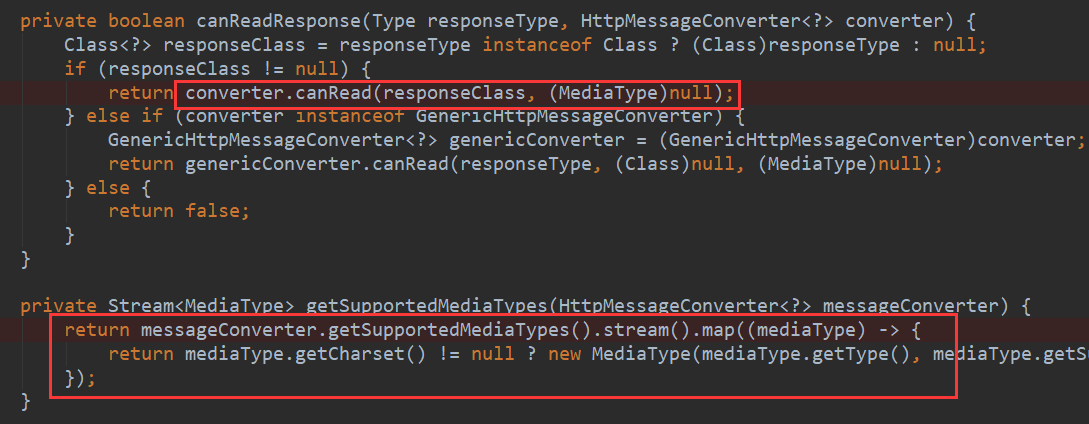 private boolean canReadResponse(Type responseType, HttpMessageConverter<?> converter) {
    Class<?> responseClass = responseType instanceof Class ? (Class)responseType : null;
    if (responseClass != null) {
        return converter.canRead(responseClass, (MediaType)null);
    } else if (converter instanceof GenericHttpMessageConverter) {
        GenericHttpMessageConverter<?> genericConverter = (GenericHttpMessageConverter)converter;
        return genericConverter.canRead(responseType, (Class)null, (MediaType)null);
    } else {
        return false;
    }
}
private Stream<MediaType> getSupportedMediaTypes(HttpMessageConverter<?> messageConverter) {
    return messageConverter.getSupportedMediaTypes().stream().map((mediaType) -> {
        return mediaType.getCharset() != null ? new MediaType(mediaType.getType(), mediaType.getS
    });
}